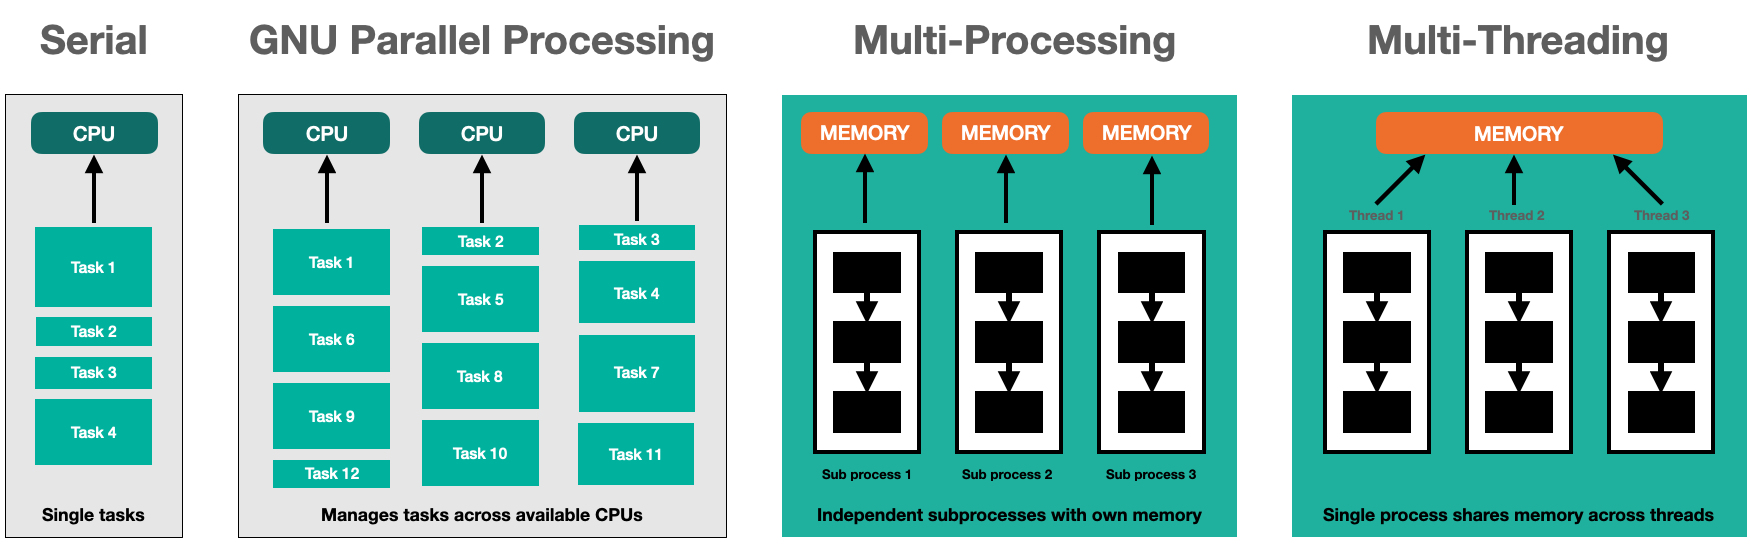 Serial
CPU
Task 1
Task 2
Task 3
Task 4
Single tasks
GNU Parallel Processing
CPU
CPU
CPU
Task 1
Task 6
Task 9
Task 12
Task 2
Task 5
Task 8
Task 10
Task 3
Task 4
Task 7
Task 11
Manages tasks across available CPUs
Multi-Processing
MEMORY
MEMORY
MEMORY
Sub process 1
Sub process 2
Sub process 3
Independent subprocesses with own memory
Multi-Threading
MEMORY
Thread 1
Thread 2
Thread 3
Single process shares memory across threads